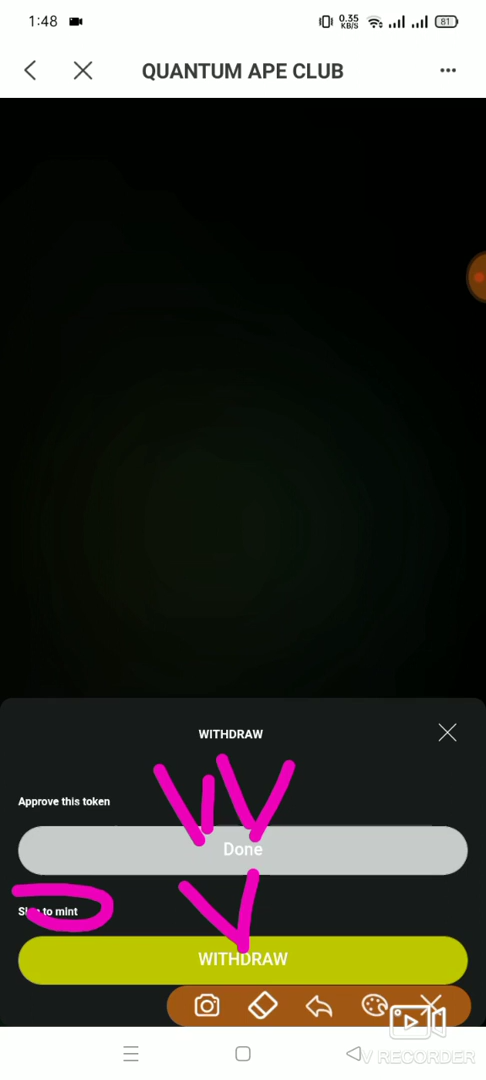 1:48
0.35
KB/S
81
QUANTUM APE CLUB
WITHDRAW
Approve this token
Done
to mint
WITHDRAW
V RECORDER